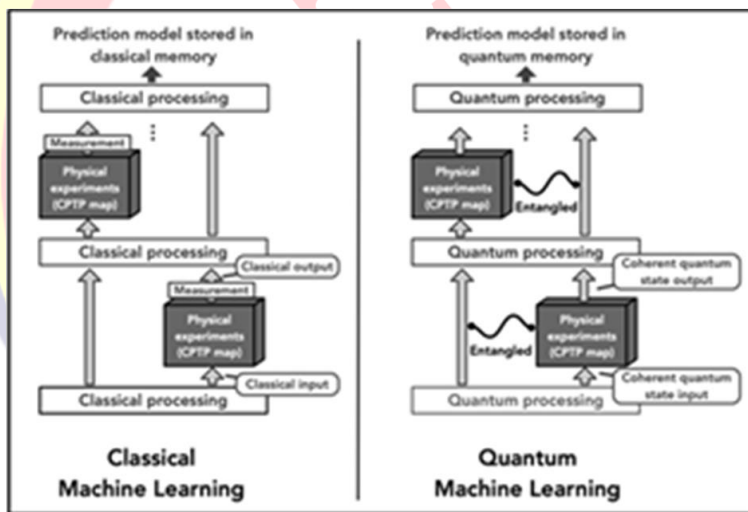 Prediction model stored in
classical memory
Classical processing
Measurement
Physical
experiments
(CPTP map)
Classical processing
Classical output
Measurement
Physical
experiments
(CPTP map)
Classical input
Classical processing
Classical
Machine Learning
Prediction model stored in
quantum memory
Quantum processing
Physical
experiments
(CPTP map)
Entangled
Quantum processing
Coherent quantum
state output
Physical
experiments
(CPTP map)
Entangled
Coherent quantum
state input
Quantum processing
Quantum
Machine Learning